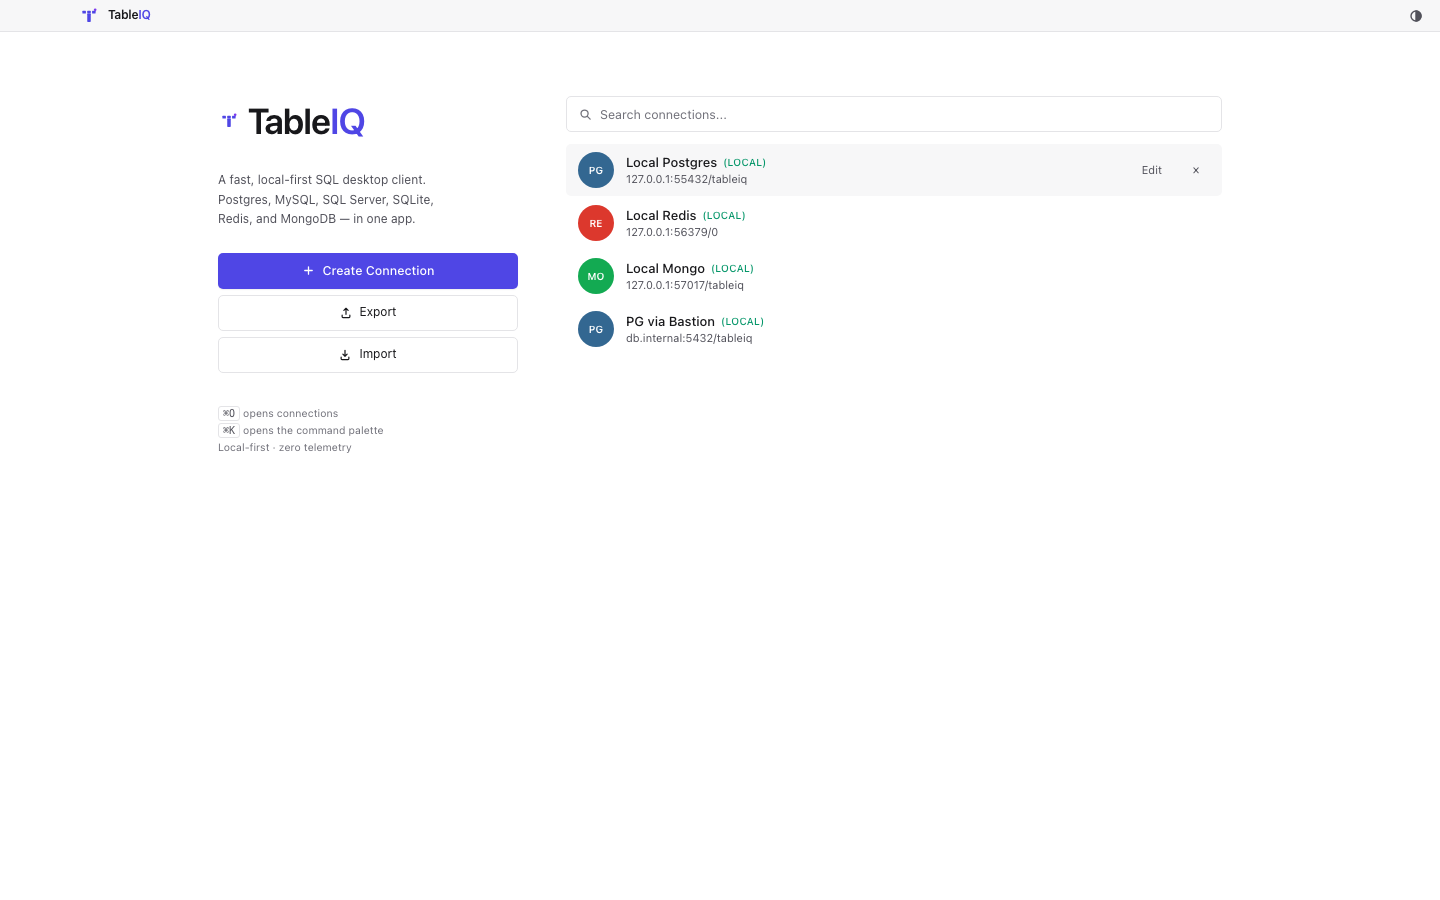 TableIQ
TableIQ
A fast, local-first SQL desktop client.
Postgres, MySQL, SQL Server, SQLite,
Redis, and MongoDB — in one app.
+ Create Connection
Export
Import
⌘O opens connections
⌘K opens the command palette
Local-first · zero telemetry
Search connections...
PG
Local Postgres (LOCAL)
127.0.0.1:55432/tableiq
Edit ×
RE
Local Redis (LOCAL)
127.0.0.1:56379/0
MO
Local Mongo (LOCAL)
127.0.0.1:57017/tableiq
PG
PG via Bastion (LOCAL)
db.internal:5432/tableiq